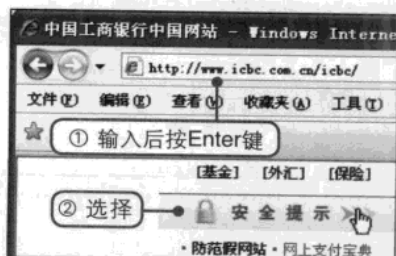 中国工商银行中国网站 - Windows Interne
http://www.icbc.com.cn/icbc/
文件(F) 编辑(E) 查看(V) 收藏夹(A) 工具(T)
① 输入后按Enter键
[基金] [外汇] [保险]
② 选择
安全提示
·防范假网站·网上支付宝典